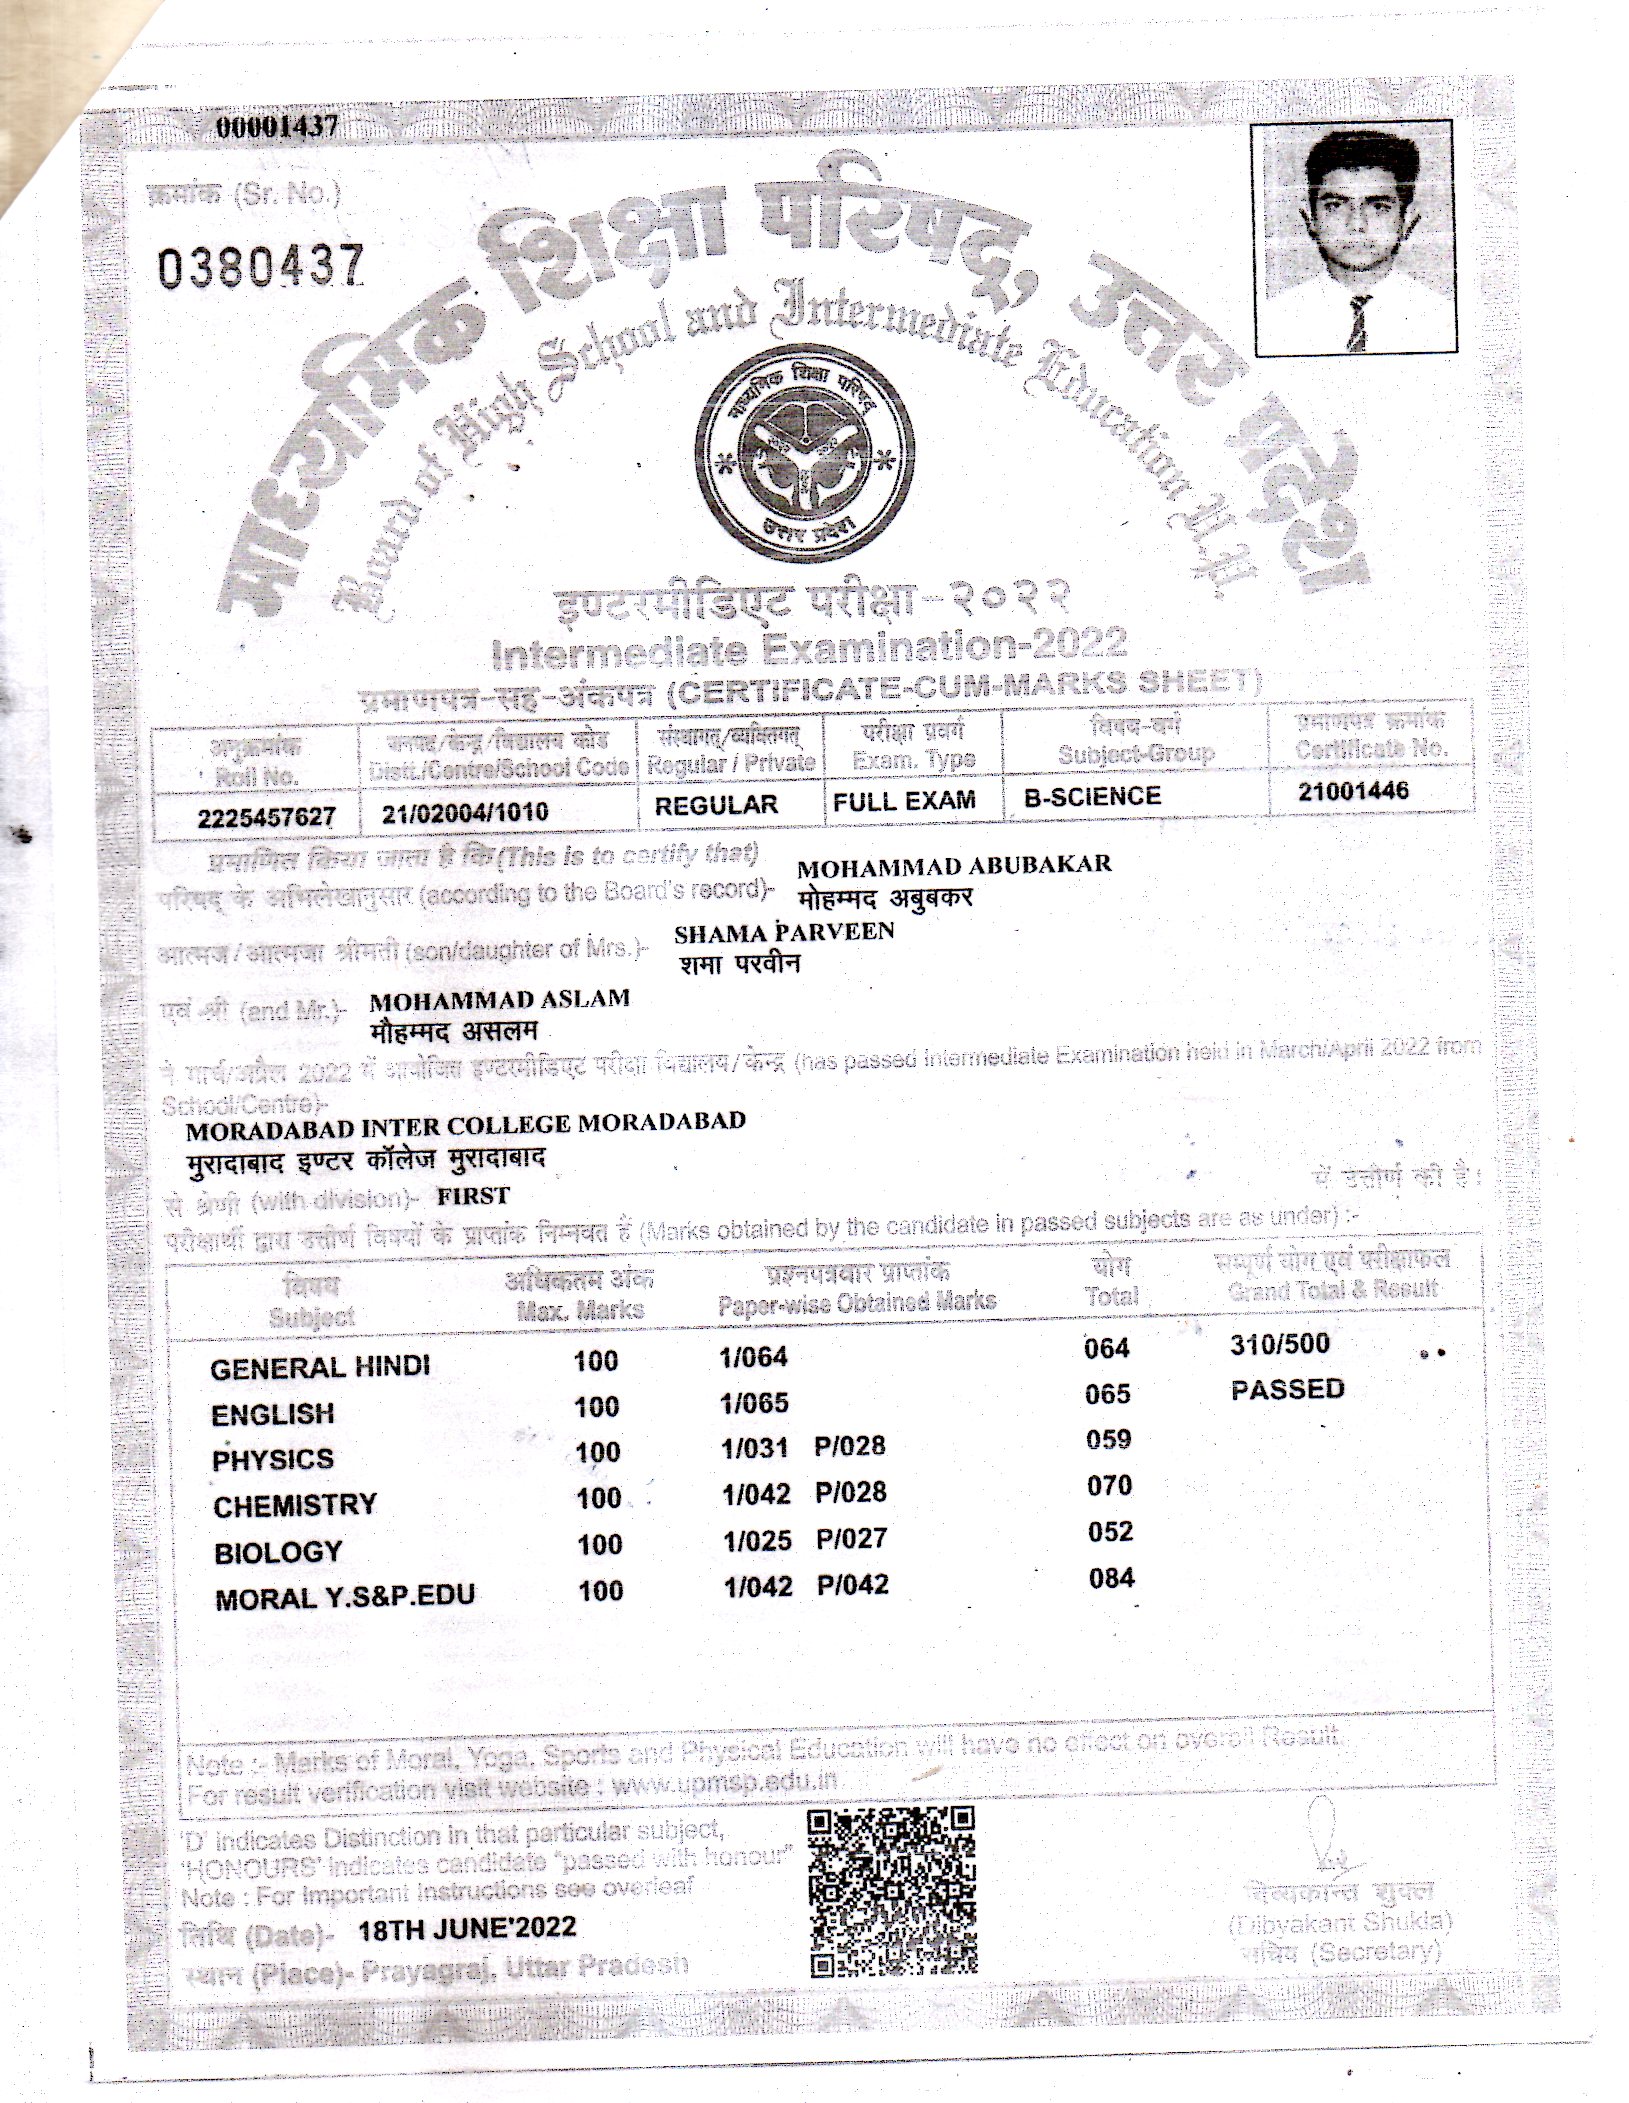 00001437
क्रमांक (Sr. No.)
0380437
माध्यमिक शिक्षा परिषद्, उत्तर प्रदेश
Board of High School and Intermediate Education U.P.
माध्यमिक शिक्षा परिषद्
उत्तर प्रदेश
इण्टरमीडिएट परीक्षा-२०२२
Intermediate Examination-2022
प्रमाणपत्र-सह-अंकपत्र (CERTIFICATE-CUM-MARKS SHEET)
अनुक्रमांक जनपद/केन्द्र/विद्यालय कोड संस्थागत्/व्यक्तिगत् परीक्षा प्रवर्ग विषय-वर्ग प्रमाणपत्र क्रमांक
Roll No. Distt./Centre/School Code Regular / Private Exam. Type Subject-Group Certificate No.
2225457627 21/02004/1010 REGULAR FULL EXAM B-SCIENCE 21001446
प्रमाणित किया जाता है कि (This is to certify that) MOHAMMAD ABUBAKAR
परिषद् के अभिलेखानुसार (according to the Board's record)- मोहम्मद अबुबकर
आत्मज/आत्मजा श्रीमती (son/daughter of Mrs.)- SHAMA PARVEEN
शमा परवीन
एवं श्री (and Mr.)- MOHAMMAD ASLAM
मौहम्मद असलम
ने मार्च/अप्रैल 2022 में आयोजित इण्टरमीडिएट परीक्षा विद्यालय/केन्द्र (has passed Intermediate Examination held in March/April 2022 from
School/Centre)-
MORADABAD INTER COLLEGE MORADABAD
मुरादाबाद इण्टर कॉलेज मुरादाबाद
से श्रेणी (with division)- FIRST में उत्तीर्ण की है।
परीक्षार्थी द्वारा उत्तीर्ण विषयों के प्राप्तांक निम्नवत हैं (Marks obtained by the candidate in passed subjects are as under) :-
विषय अधिकतम अंक प्रश्नपत्रवार प्राप्तांक योग सम्पूर्ण योग एवं परीक्षाफल
Subject Max. Marks Paper-wise Obtained Marks Total Grand Total & Result
GENERAL HINDI 100 1/064 064 310/500
ENGLISH 100 1/065 065 PASSED
PHYSICS 100 1/031 P/028 059
CHEMISTRY 100 1/042 P/028 070
BIOLOGY 100 1/025 P/027 052
MORAL Y.S&P.EDU 100 1/042 P/042 084
Note :- Marks of Moral, Yoga, Sports and Physical Education will have no effect on overall Result.
For result verification visit website : www.upmsp.edu.in
'D' indicates Distinction in that particular subject,
'HONOURS' indicates candidate "passed with honour"
Note : For Important Instructions see overleaf
तिथि (Date)- 18TH JUNE'2022
स्थान (Place)- Prayagraj, Uttar Pradesh
दिव्यकान्त शुक्ल
(Dibyakant Shukla)
सचिव (Secretary)